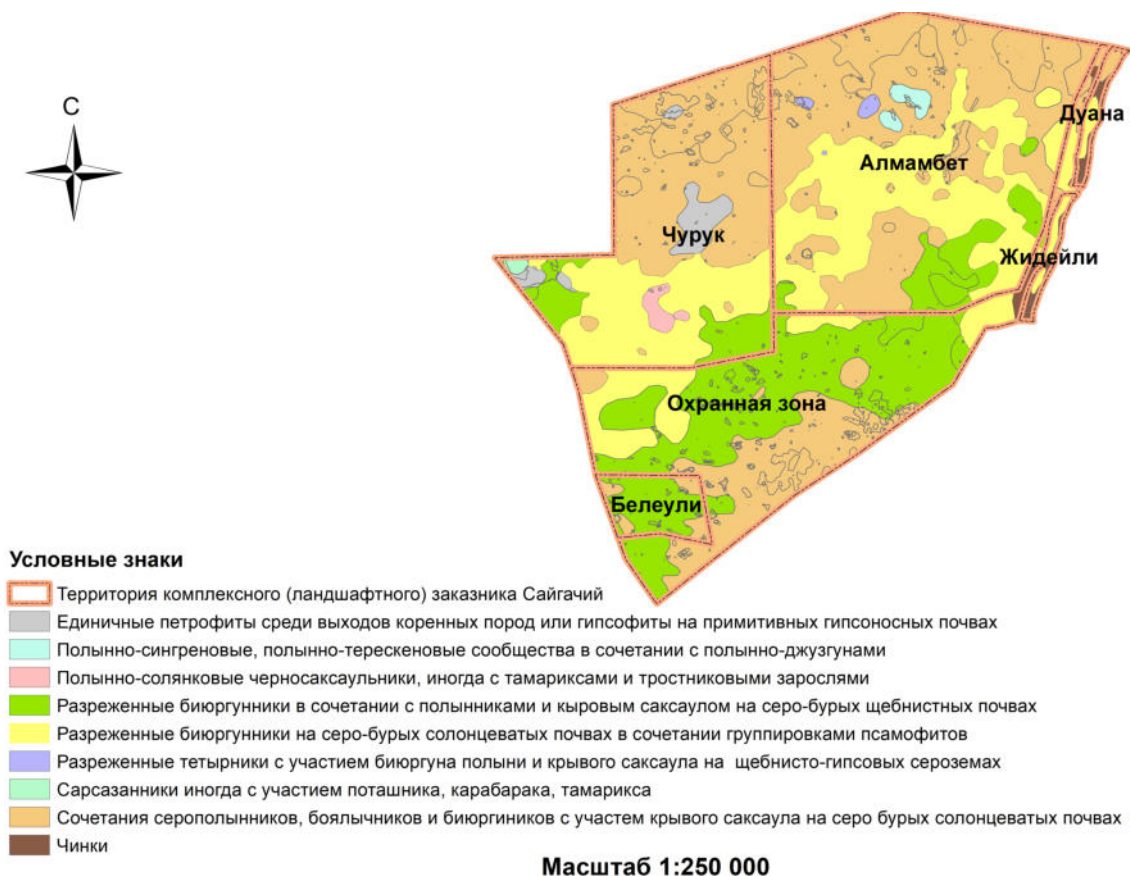 С
Дуана
Алмамбет
Чурук
Жидейли
Охранная зона
Белеули
Условные знаки
Территория комплексного (ландшафтного) заказника Сайгачий
Единичные петрофиты среди выходов коренных пород или гипсофиты на примитивных гипсоносных почвах
Полынно-сингреновые, полынно-терескеновые сообщества в сочетании с полынно-джузгунами
Полынно-солянковые черносаксаульники, иногда с тамариксами и тростниковыми зарослями
Разреженные биюргунники в сочетании с полынниками и кыровым саксаулом на серо-бурых щебнистных почвах
Разреженные биюргунники на серо-бурых солонцеватых почвах в сочетании группировками псамофитов
Разреженные тетырники с участием биюргуна полыни и крывого саксаула на щебнисто-гипсовых сероземах
Сарсазанники иногда с участием поташника, карабарака, тамарикса
Сочетания серополынников, боялычников и биюргиников с участем крывого саксаула на серо бурых солонцеватых почвах
Чинки
Масштаб 1:250 000